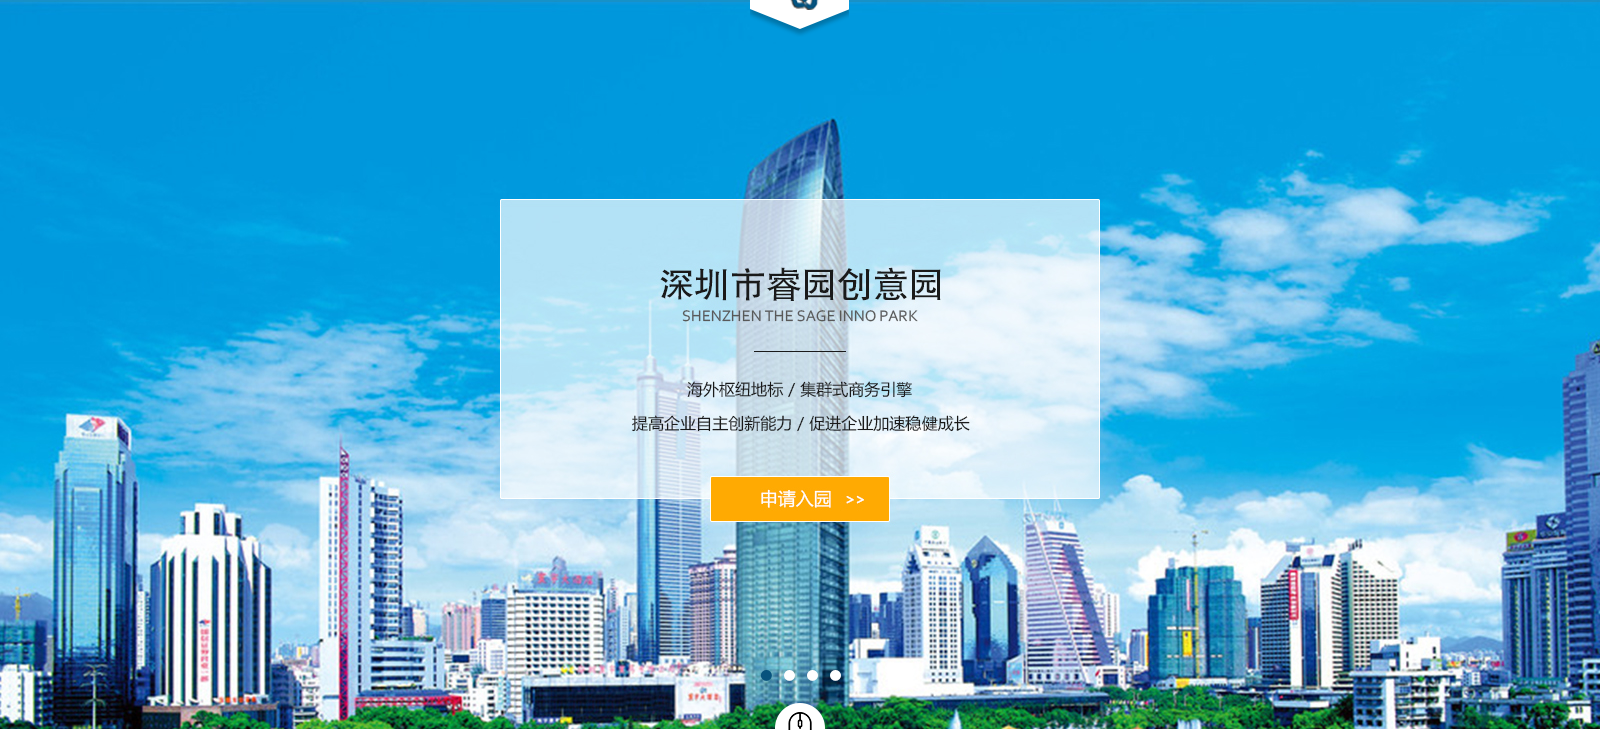 深圳市睿园创意园
SHENZHEN THE SAGE INNO PARK
海外枢纽地标 / 集群式商务引擎
提高企业自主创新能力 / 促进企业加速稳健成长
申请入园 >>